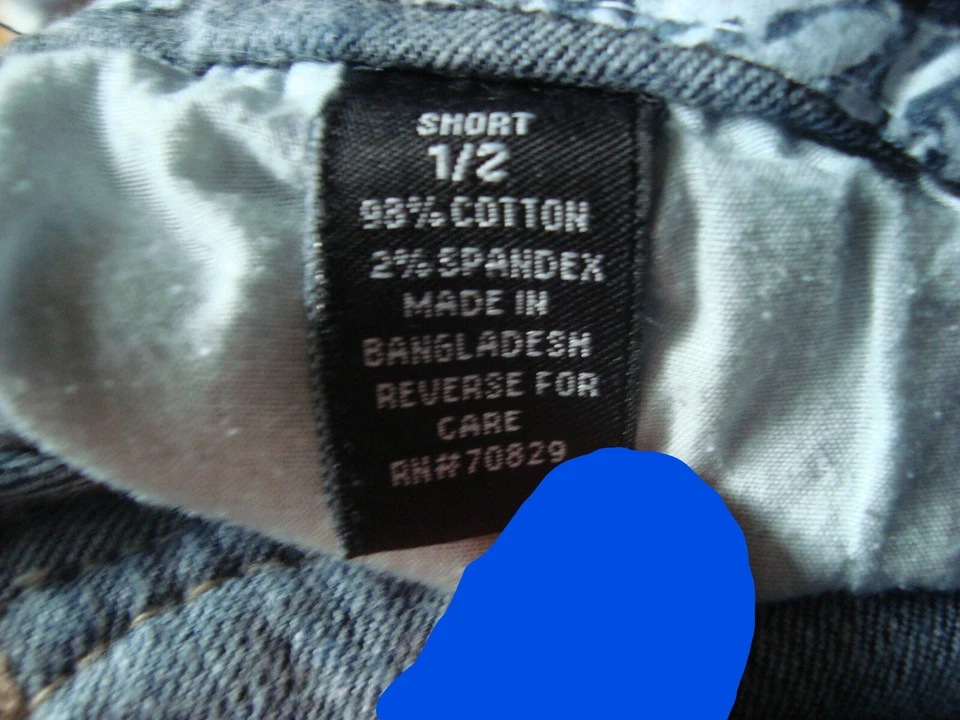 SHORT
1/2
98% COTTON
2% SPANDEX
MADE IN
BANGLADESH
REVERSE FOR
CARE
RN#70829